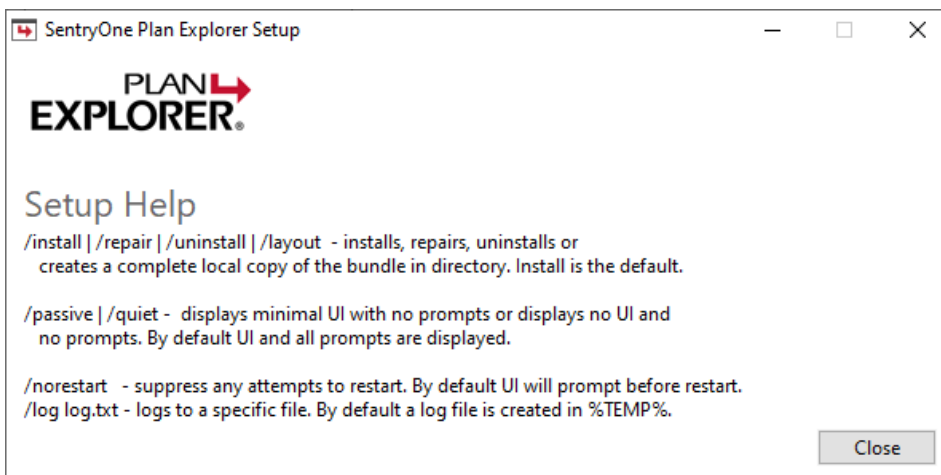 SentryOne Plan Explorer Setup
PLAN
EXPLORER®
Setup Help
/install | /repair | /uninstall | /layout - installs, repairs, uninstalls or
creates a complete local copy of the bundle in directory. Install is the default.
/passive | /quiet - displays minimal UI with no prompts or displays no UI and
no prompts. By default UI and all prompts are displayed.
/norestart - suppress any attempts to restart. By default UI will prompt before restart.
/log log.txt - logs to a specific file. By default a log file is created in %TEMP%.
Close